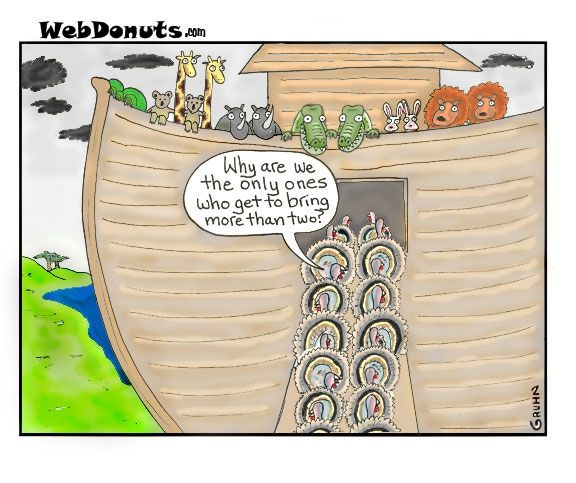 WebDonuts.com
Why are we
the only ones
who get to bring
more than two?
GRUHN